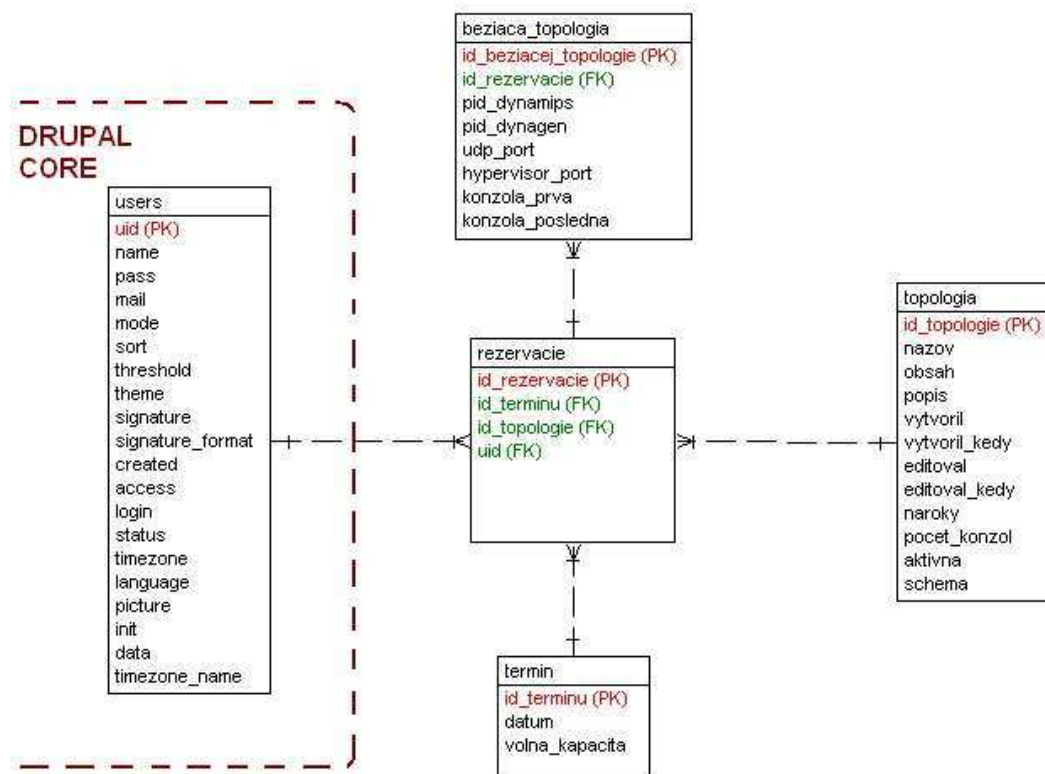 beziaca_topologia
id_beziacej_topologie (PK)
id_rezervacie (FK)
pid_dynamips
pid_dynagen
udp_port
hypervisor_port
konzola_prva
konzola_posledna
DRUPAL
CORE
users
uid (PK)
name
pass
mail
mode
sort
threshold
theme
signature
signature_format
created
access
login
status
timezone
language
picture
init
data
timezone_name
rezervacie
id_rezervacie (PK)
id_terminu (FK)
id_topologie (FK)
uid (FK)
topologia
id_topologie (PK)
nazov
obsah
popis
vytvoril
vytvoril_kedy
editoval
editoval_kedy
naroky
pocet_konzol
aktivna
schema
termin
id_terminu (PK)
datum
volna_kapacita